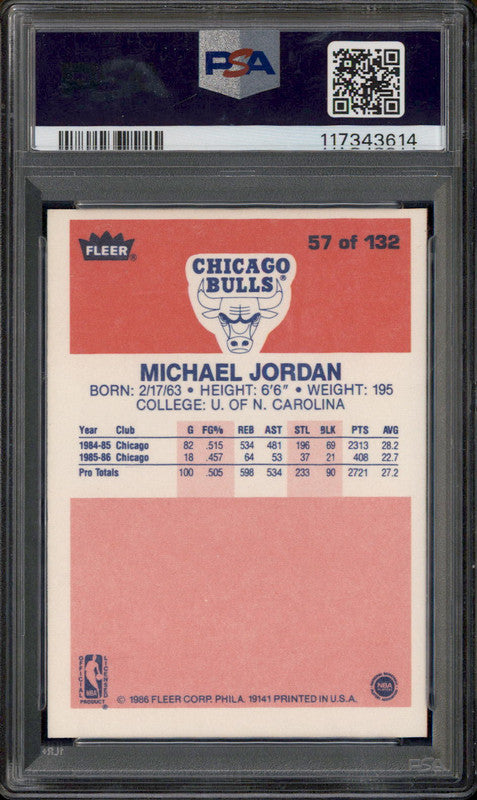 PSA
117343614
FLEER®
57 of 132
CHICAGO
BULLS®
MICHAEL JORDAN
BORN: 2/17/63 • HEIGHT: 6'6" • WEIGHT: 195
COLLEGE: U. OF N. CAROLINA
Year Club G FG% REB AST STL BLK PTS AVG
1984-85 Chicago 82 .515 534 481 196 69 2313 28.2
1985-86 Chicago 18 .457 64 53 37 21 408 22.7
Pro Totals 100 .505 598 534 233 90 2721 27.2
OFFICIAL LICENSED
NBA
PRODUCT
© 1986 FLEER CORP. PHILA. 19141 PRINTED IN U.S.A.
NBA
PSA